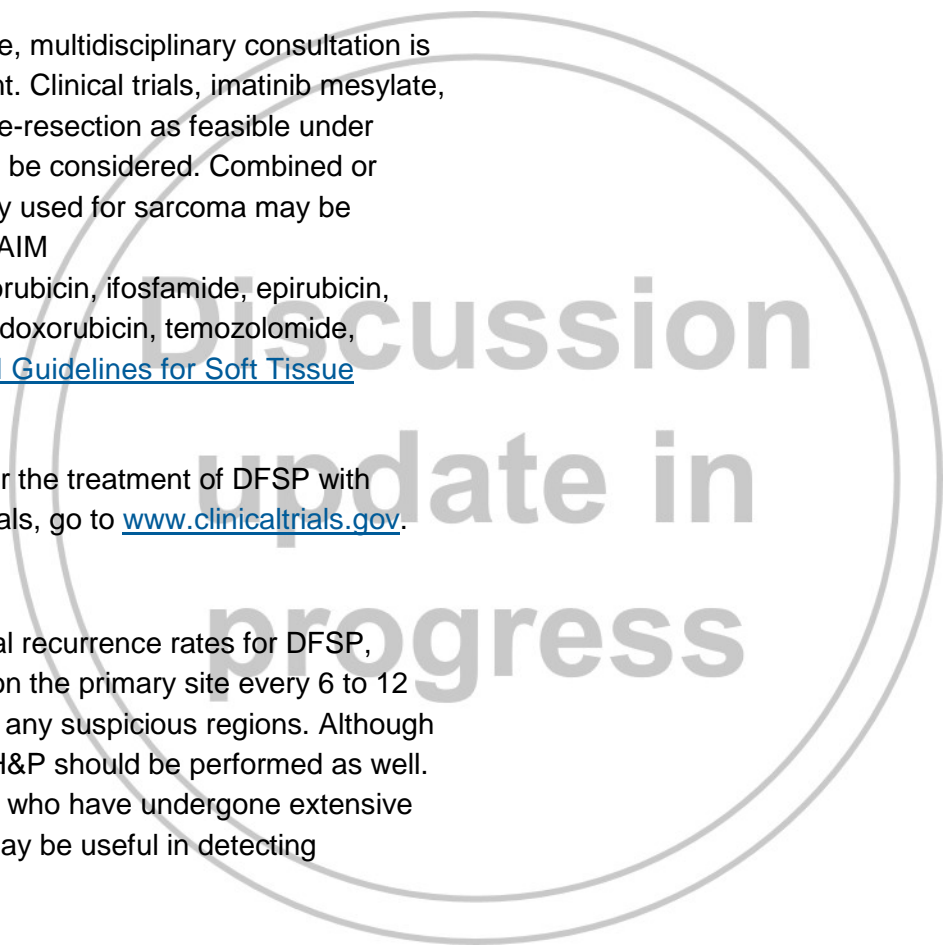 e, multidisciplinary consultation is
nt. Clinical trials, imatinib mesylate,
e-resection as feasible under
be considered. Combined or
y used for sarcoma may be
AIM
orubicin, ifosfamide, epirubicin,
doxorubicin, temozolomide,
Guidelines for Soft Tissue
r the treatment of DFSP with
als, go to www.clinicaltrials.gov.
al recurrence rates for DFSP,
on the primary site every 6 to 12
any suspicious regions. Although
H&P should be performed as well.
who have undergone extensive
may be useful in detecting
Discussion
update in
progress